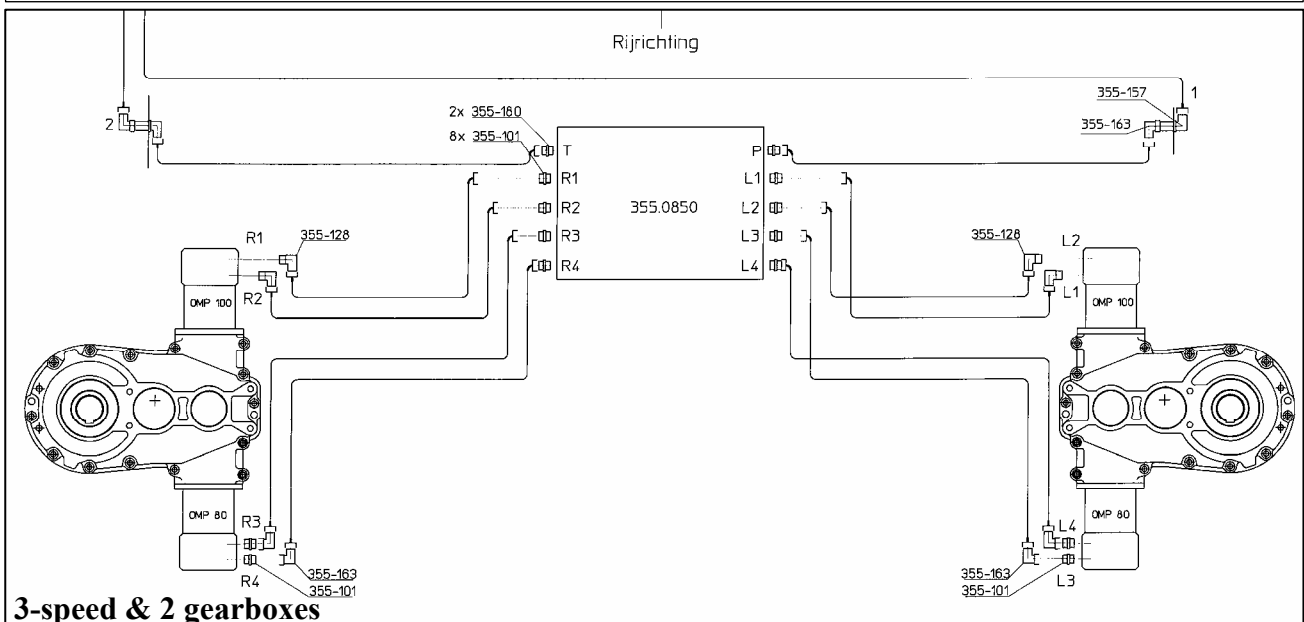 Rijrichting
355-157
1
355-163
2
2x 355-180
8x 355-101
T
P
R1
L1
R2
355.0850
L2
R3
L3
R4
L4
R1
355-128
355-128
L2
R2
L1
OMP 100
OMP 100
OMP 80
OMP 80
R3
L4
R4
355-163
355-101
355-163
355-101
L3
3-speed & 2 gearboxes